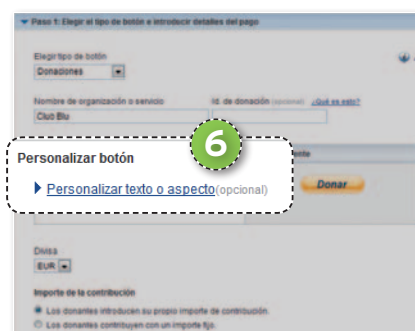 Paso 1: Elegir el tipo de botón e introducir detalles del pago
Elegir tipo de botón
Donaciones
Nombre de organización o servicio
Id. de donación (opcional) ¿Qué es esto?
Club Blu
6
Personalizar botón
Personalizar texto o aspecto (opcional)
Donar
Divisa
EUR
Importe de la contribución
Los donantes introducen su propio importe de contribución.
Los donantes contribuyen con un importe fijo.